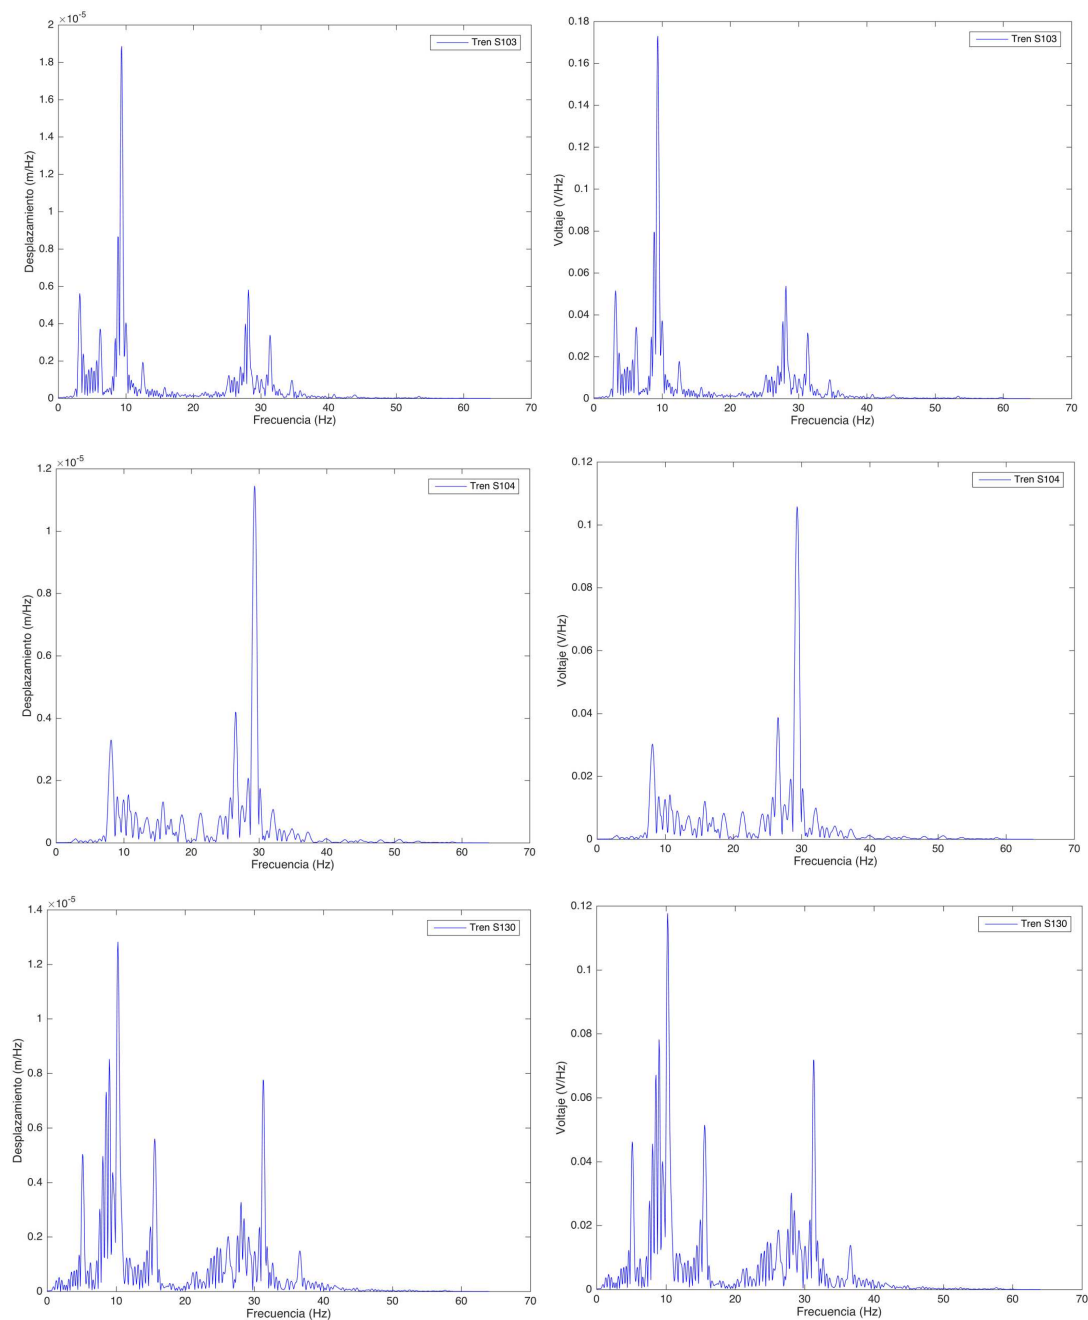 ×10^-5
Desplazamiento (m/Hz)
2
1.8
1.6
1.4
1.2
1
0.8
0.6
0.4
0.2
0
Tren S103
0 10 20 30 40 50 60 70
Frecuencia (Hz)
Voltaje (V/Hz)
0.18
0.16
0.14
0.12
0.1
0.08
0.06
0.04
0.02
0
Tren S103
0 10 20 30 40 50 60 70
Frecuencia (Hz)
×10^-5
Desplazamiento (m/Hz)
1.2
1
0.8
0.6
0.4
0.2
0
Tren S104
0 10 20 30 40 50 60 70
Frecuencia (Hz)
Voltaje (V/Hz)
0.12
0.1
0.08
0.06
0.04
0.02
0
Tren S104
0 10 20 30 40 50 60 70
Frecuencia (Hz)
×10^-5
Desplazamiento (m/Hz)
1.4
1.2
1
0.8
0.6
0.4
0.2
0
Tren S130
0 10 20 30 40 50 60 70
Frecuencia (Hz)
Voltaje (V/Hz)
0.12
0.1
0.08
0.06
0.04
0.02
0
Tren S130
0 10 20 30 40 50 60 70
Frecuencia (Hz)